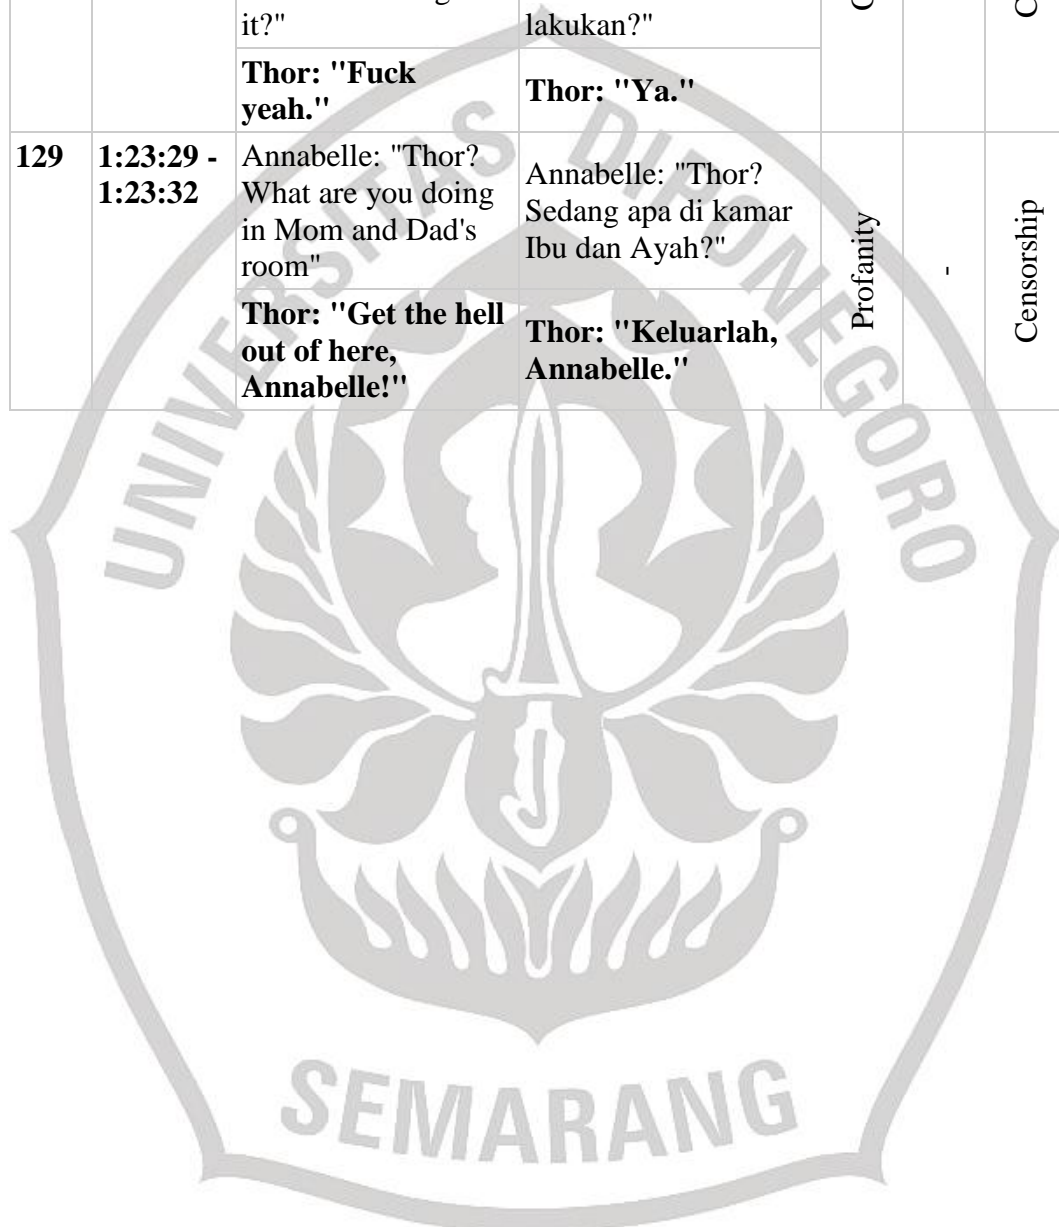 it?"
lakukan?"
Thor: "Fuck
yeah."
Thor: "Ya."
129
1:23:29 -
1:23:32
Annabelle: "Thor?
What are you doing
in Mom and Dad's
room"
Annabelle: "Thor?
Sedang apa di kamar
Ibu dan Ayah?"
Profanity
-
Censorship
Thor: "Get the hell
out of here,
Annabelle!"
Thor: "Keluarlah,
Annabelle."
UNIVERSITAS DIPONEGORO
SEMARANG